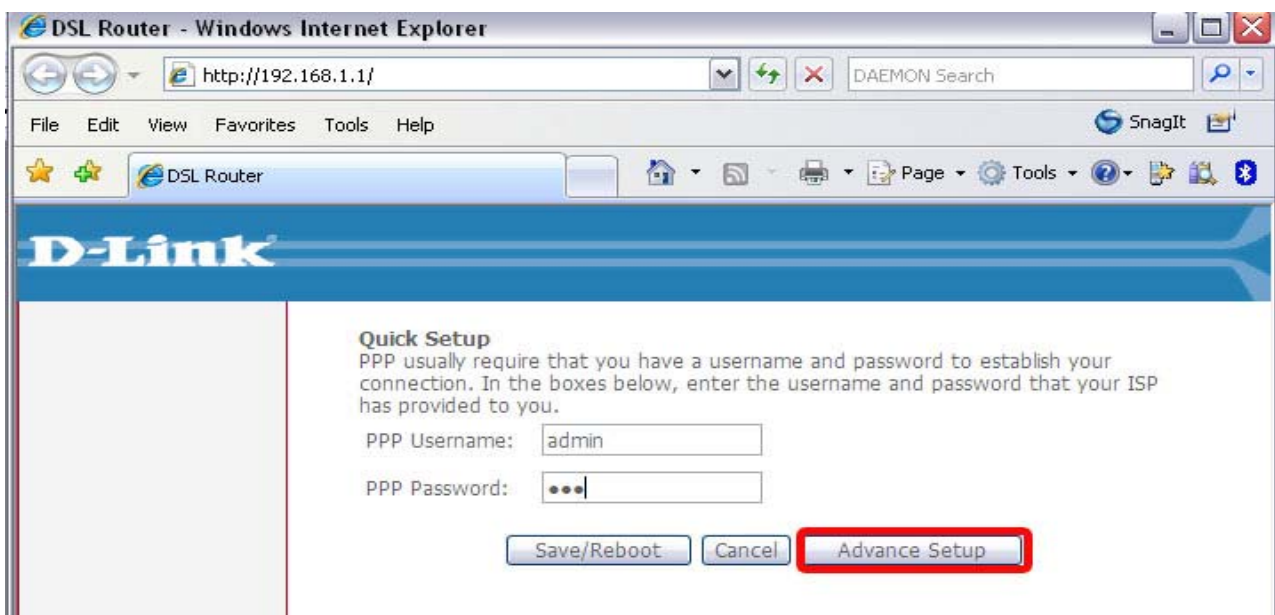 DSL Router - Windows Internet Explorer
http://192.168.1.1/
DAEMON Search
File Edit View Favorites Tools Help
SnagIt
DSL Router
Page Tools
D-Link
Quick Setup
PPP usually require that you have a username and password to establish your
connection. In the boxes below, enter the username and password that your ISP
has provided to you.
PPP Username: admin
PPP Password: •••
Save/Reboot Cancel Advance Setup